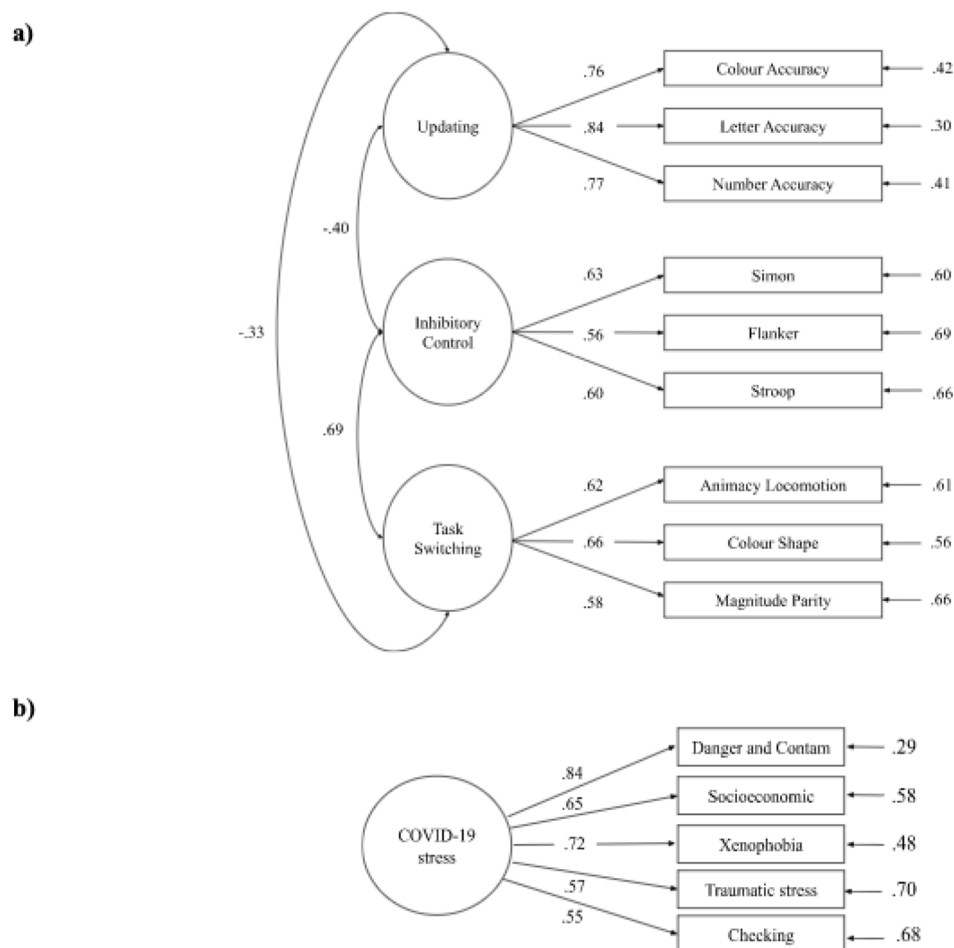 a)
.76
Colour Accuracy
.42
Updating
.84
Letter Accuracy
.30
.77
Number Accuracy
.41
-.40
.63
Simon
.60
-.33
Inhibitory
Control
.56
Flanker
.69
.60
Stroop
.66
.69
.62
Animacy Locomotion
.61
Task
Switching
.66
Colour Shape
.56
.58
Magnitude Parity
.66
b)
.84
Danger and Contam
.29
.65
Socioeconomic
.58
COVID-19
stress
.72
Xenophobia
.48
.57
Traumatic stress
.70
.55
Checking
.68